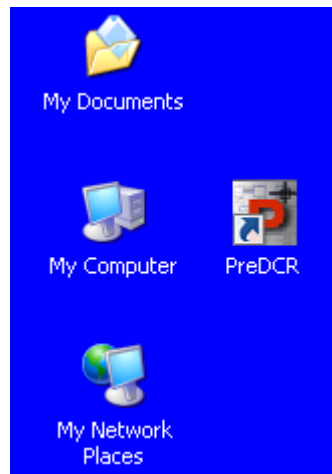 My Documents
My Computer
PreDCR
My Network
Places